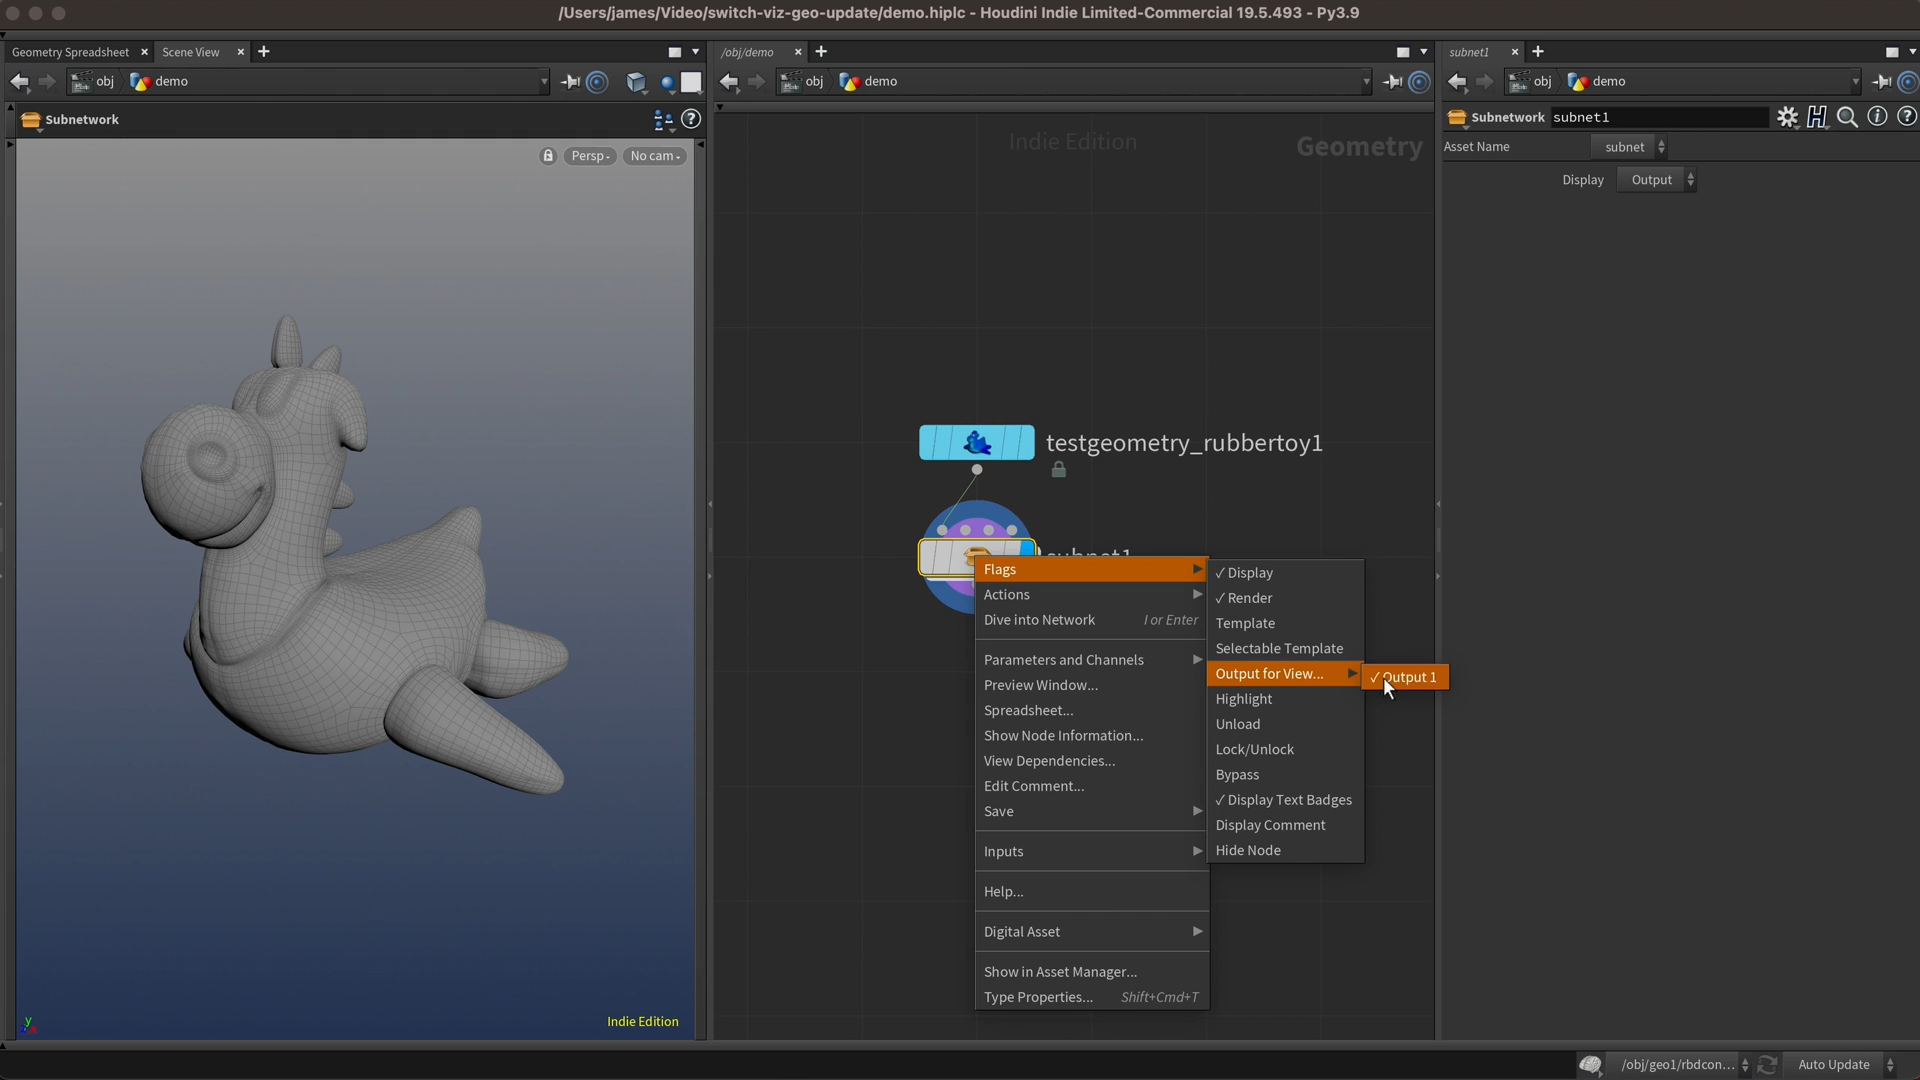 /Users/james/Video/switch-viz-geo-update/demo.hiplc - Houdini Indie Limited-Commercial 19.5.493 - Py3.9
Geometry Spreadsheet
Scene View
/obj/demo
subnet1
obj
demo
obj
demo
obj
demo
Subnetwork
Subnetwork
subnet1
Persp
No cam
Indie Edition
Geometry
Asset Name
subnet
Display
Output
testgeometry_rubbertoy1
subnet1
Flags
Actions
Dive into Network I or Enter
Parameters and Channels
Preview Window...
Spreadsheet...
Show Node Information...
View Dependencies...
Edit Comment...
Save
Inputs
Help...
Digital Asset
Show in Asset Manager...
Type Properties... Shift+Cmd+T
✓ Display
✓ Render
Template
Selectable Template
Output for View...
Highlight
Unload
Lock/Unlock
Bypass
✓ Display Text Badges
Display Comment
Hide Node
✓ Output 1
y
Indie Edition
/obj/geo1/rbdcon...
Auto Update